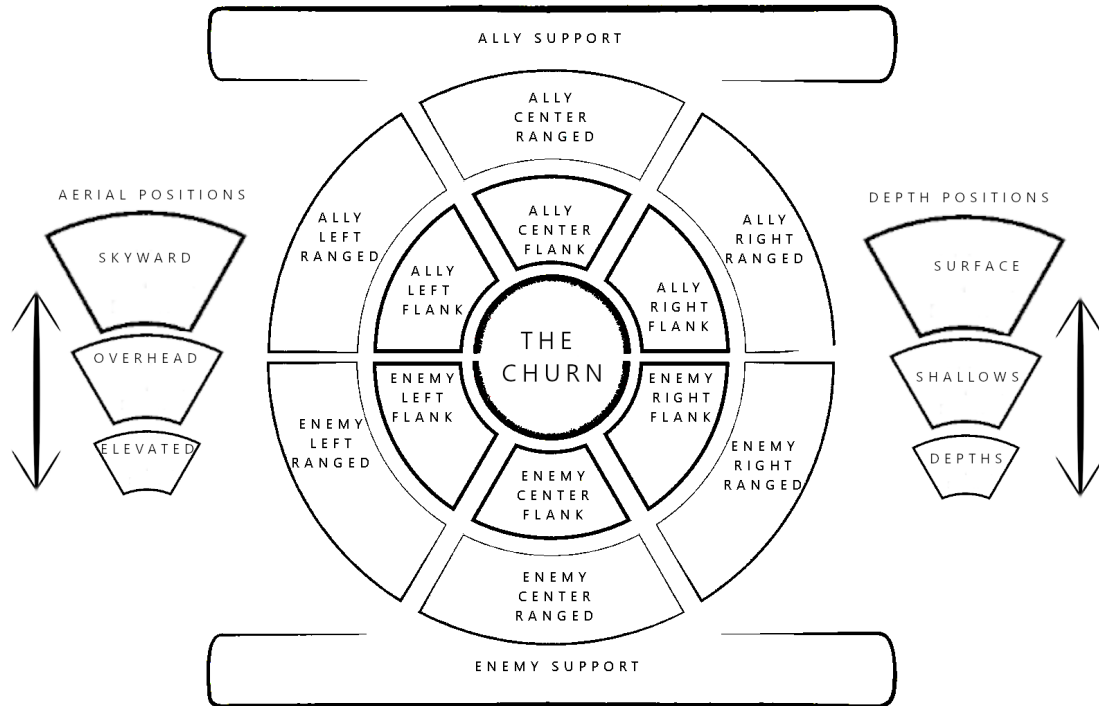 ALLY SUPPORT
ALLY
CENTER
RANGED
AERIAL POSITIONS
SKYWARD
OVERHEAD
ELEVATED
ALLY
LEFT
RANGED
ALLY
LEFT
FLANK
ALLY
CENTER
FLANK
ALLY
RIGHT
FLANK
ALLY
RIGHT
RANGED
DEPTH POSITIONS
SURFACE
SHALLOWS
DEPTHS
THE
CHURN
ENEMY
LEFT
RANGED
ENEMY
LEFT
FLANK
ENEMY
CENTER
FLANK
ENEMY
RIGHT
FLANK
ENEMY
RIGHT
RANGED
ENEMY
CENTER
RANGED
ENEMY SUPPORT